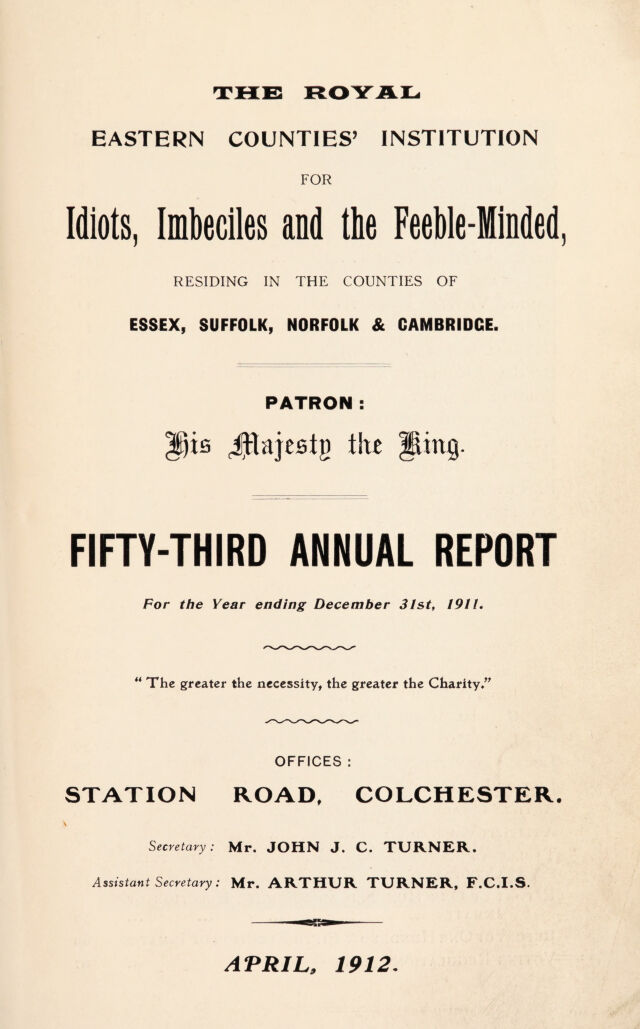 THE ROYAL
EASTERN COUNTIES' INSTITUTION
FOR
Idiots, Imbeciles and the Feeble-Minded,
RESIDING IN THE COUNTIES OF
ESSEX, SUFFOLK, NORFOLK & CAMBRIDGE.
PATRON:
His Majesty the King.
FIFTY-THIRD ANNUAL REPORT
For the Year ending December 31st, 1911.
"The greater the necessity, the greater the Charity."
OFFICES:
STATION ROAD, COLCHESTER.
Secretary: Mr. JOHN J. C. TURNER.
Assistant Secretary: Mr. ARTHUR TURNER, F.C.I.S.
APRIL, 1912.